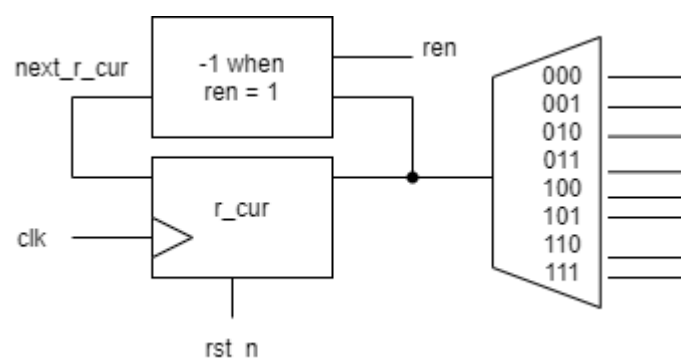 next_r_cur
-1 when
ren = 1
ren
r_cur
clk
rst_n
000
001
010
011
100
101
110
111